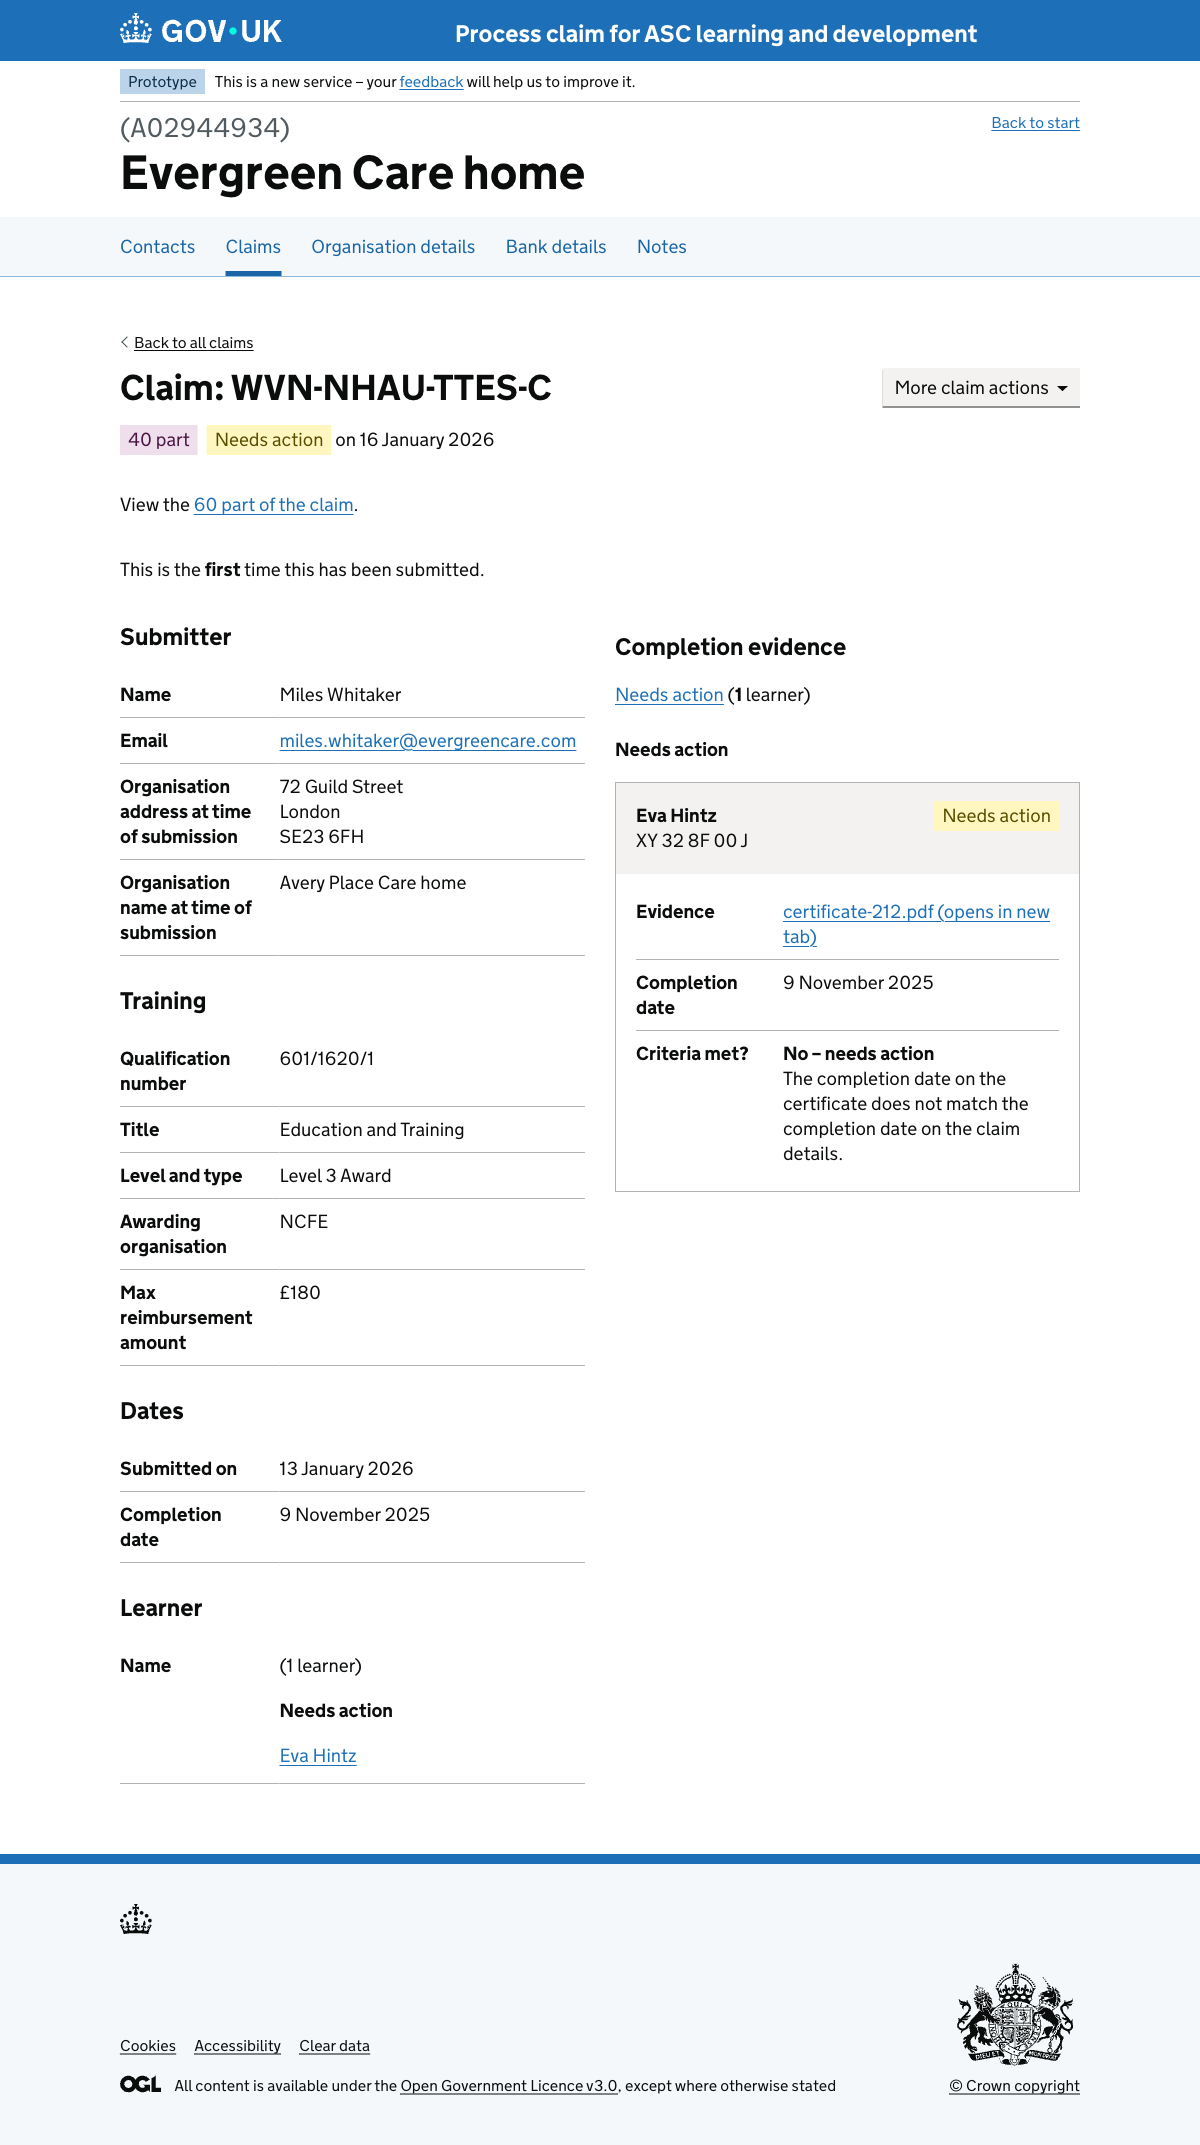 GOV·UK
Process claim for ASC learning and development
Prototype
This is a new service – your feedback will help us to improve it.
(A02944934)
Back to start
Evergreen Care home
Contacts
Claims
Organisation details
Bank details
Notes
Back to all claims
Claim: WVN-NHAU-TTES-C
More claim actions
40 part
Needs action
on 16 January 2026
View the 60 part of the claim.
This is the first time this has been submitted.
Submitter
Name
Miles Whitaker
Email
miles.whitaker@evergreencare.com
Organisation
address at time
of submission
72 Guild Street
London
SE23 6FH
Organisation
name at time of
submission
Avery Place Care home
Training
Qualification
number
601/1620/1
Title
Education and Training
Level and type
Level 3 Award
Awarding
organisation
NCFE
Max
reimbursement
amount
£180
Dates
Submitted on
13 January 2026
Completion
date
9 November 2025
Learner
Name
(1 learner)
Needs action
Eva Hintz
Completion evidence
Needs action (1 learner)
Needs action
Eva Hintz
XY 32 8F 00 J
Needs action
Evidence
certificate-212.pdf (opens in new
tab)
Completion
date
9 November 2025
Criteria met?
No – needs action
The completion date on the
certificate does not match the
completion date on the claim
details.
Cookies
Accessibility
Clear data
OGL
All content is available under the Open Government Licence v3.0, except where otherwise stated
© Crown copyright